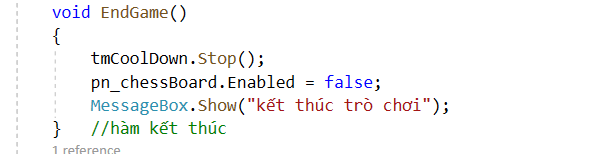 void EndGame()
{
tmCoolDown.Stop();
pn_chessBoard.Enabled = false;
MessageBox.Show("kết thúc trò chơi");
} //hàm kết thúc
1 reference